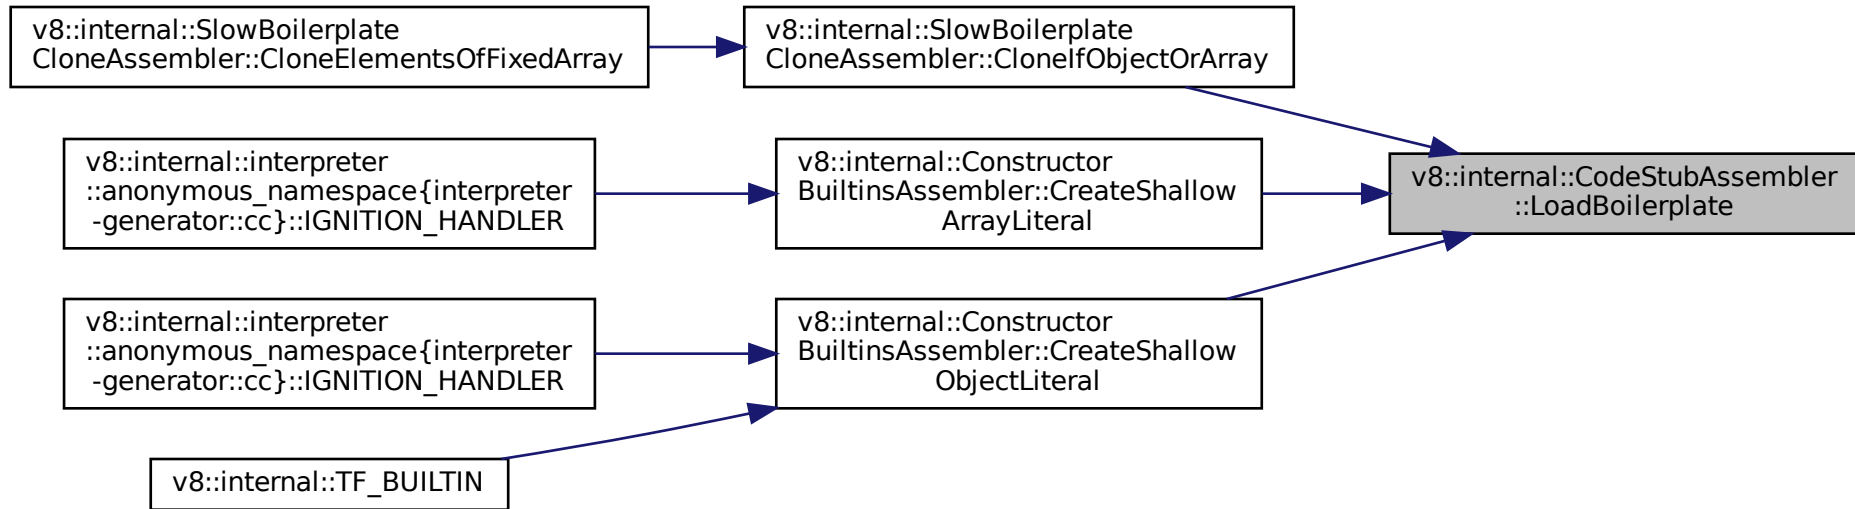 v8::internal::SlowBoilerplate
CloneAssembler::CloneElementsOfFixedArray
v8::internal::SlowBoilerplate
CloneAssembler::CloneIfObjectOrArray
v8::internal::interpreter
::anonymous_namespace{interpreter
-generator::cc}::IGNITION_HANDLER
v8::internal::Constructor
BuiltinsAssembler::CreateShallow
ArrayLiteral
v8::internal::CodeStubAssembler
::LoadBoilerplate
v8::internal::interpreter
::anonymous_namespace{interpreter
-generator::cc}::IGNITION_HANDLER
v8::internal::Constructor
BuiltinsAssembler::CreateShallow
ObjectLiteral
v8::internal::TF_BUILTIN